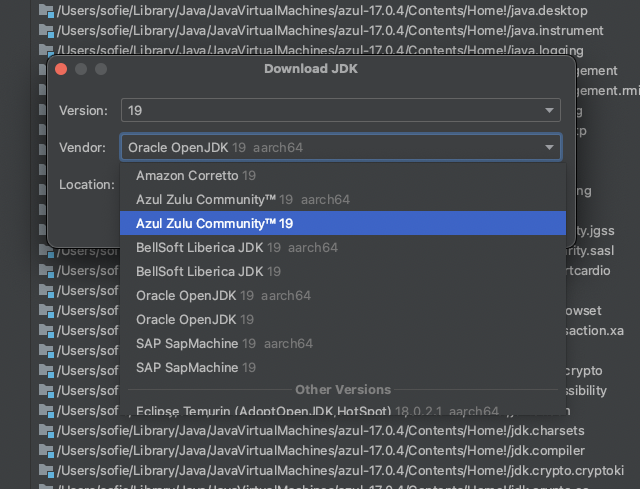 /Users/sofie/Library/Java/JavaVirtualMachines/azul-17.0.4/Contents/Home!/java.desktop
/Users/sofie/Library/Java/JavaVirtualMachines/azul-17.0.4/Contents/Home!/java.instrument
/Users/sofie/Library/Java/JavaVirtualMachines/azul-17.0.4/Contents/Home!/java.logging
Download JDK
gement
gement.rmi
Version:
19
Vendor:
Oracle OpenJDK 19 aarch64
Location:
Amazon Corretto 19
Azul Zulu Community™ 19 aarch64
Azul Zulu Community™ 19
ity.jgss
BellSoft Liberica JDK 19 aarch64
urity.sasl
/Users/sof
BellSoft Liberica JDK 19
rtcardio
/Users/sof
/Users/sof
Oracle OpenJDK 19 aarch64
/Users/sof
owset
Oracle OpenJDK 19
/Users/sof
saction.xa
SAP SapMachine 19 aarch64
/Users/sof
/Users/sof
SAP SapMachine 19
crypto
/Users/sof
Other Versions
ssibility
/Users/sof
Eclipse Temurin (AdoptOpenJDK HotSpot) 18.0.2.1 aarch64
/Users/sofie/Library/Java/JavaVirtualMachines/azul-17.0.4/Contents/Home!/jdk.charsets
/Users/sofie/Library/Java/JavaVirtualMachines/azul-17.0.4/Contents/Home!/jdk.compiler
/Users/sofie/Library/Java/JavaVirtualMachines/azul-17.0.4/Contents/Home!/jdk.crypto.cryptoki